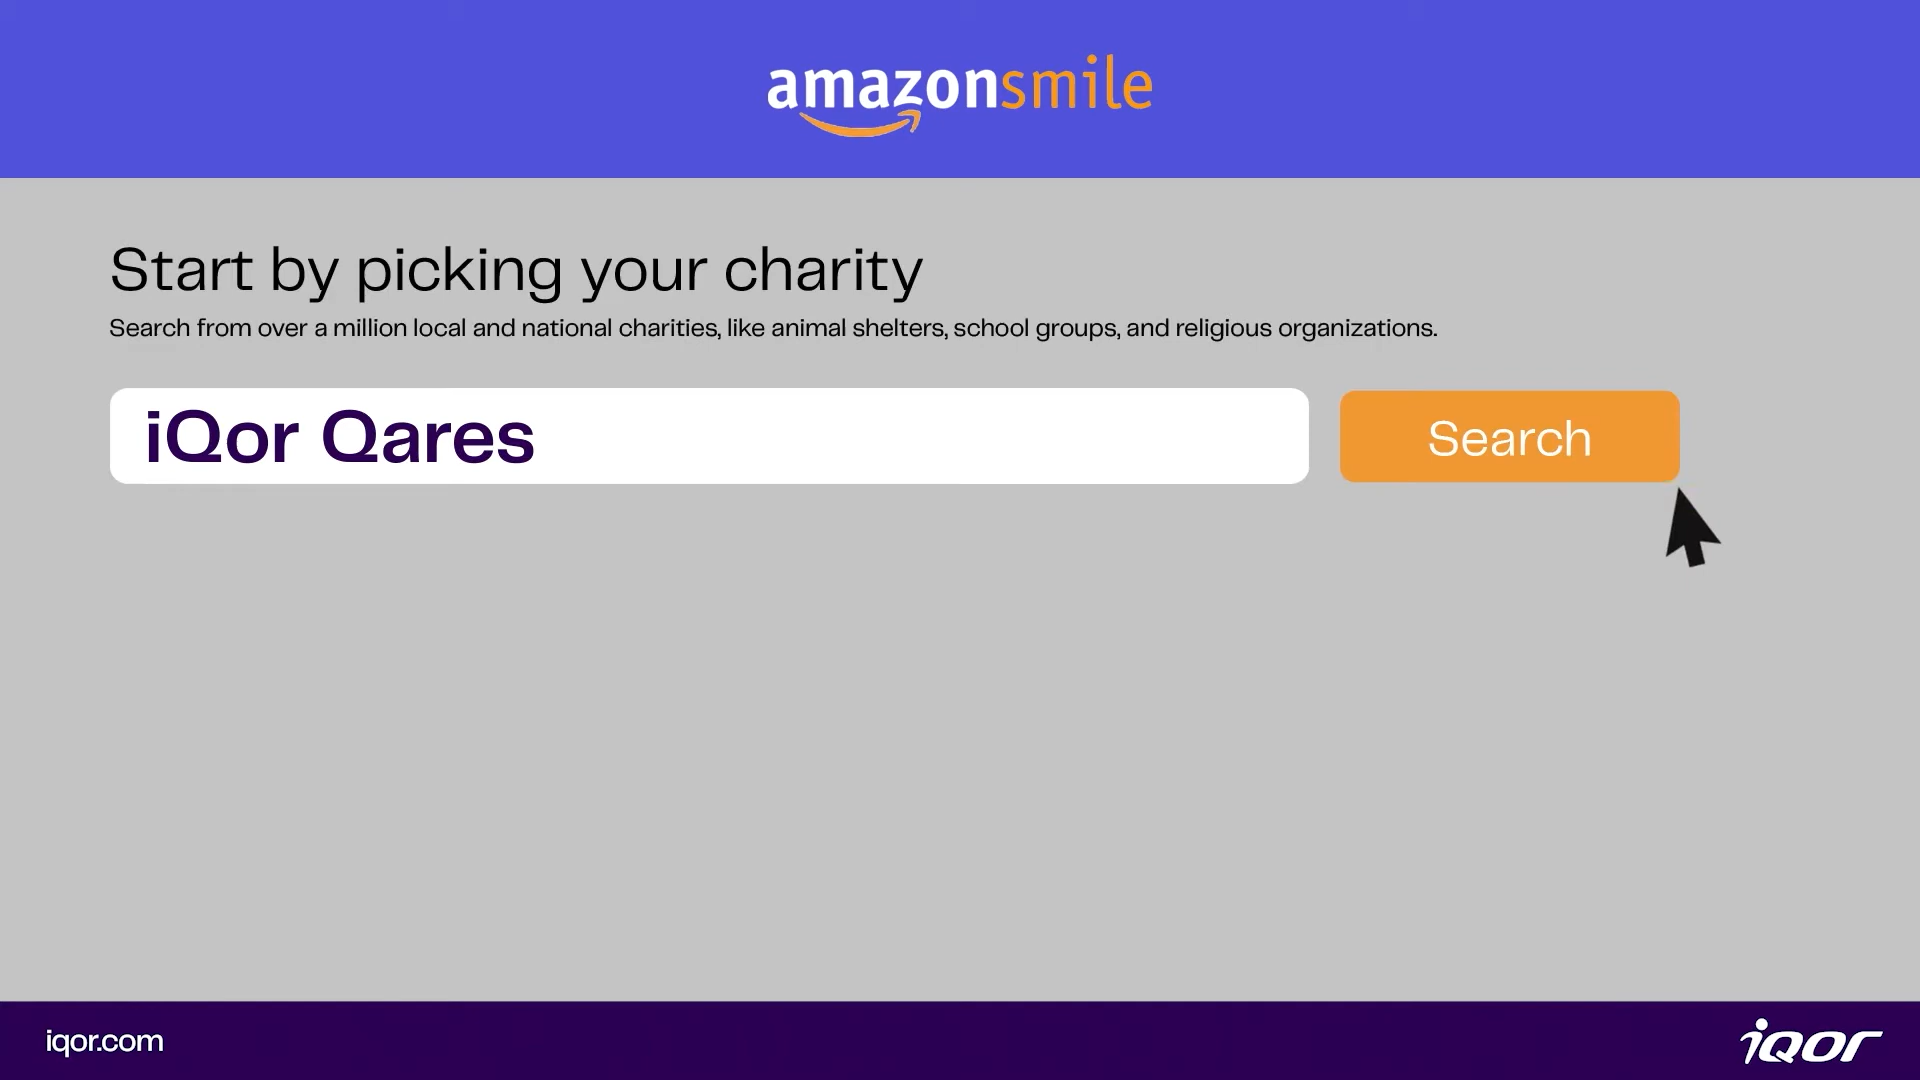 amazonsmile
Start by picking your charity
Search from over a million local and national charities, like animal shelters, school groups, and religious organizations.
iQor Qares
Search
iqor.com
iqor